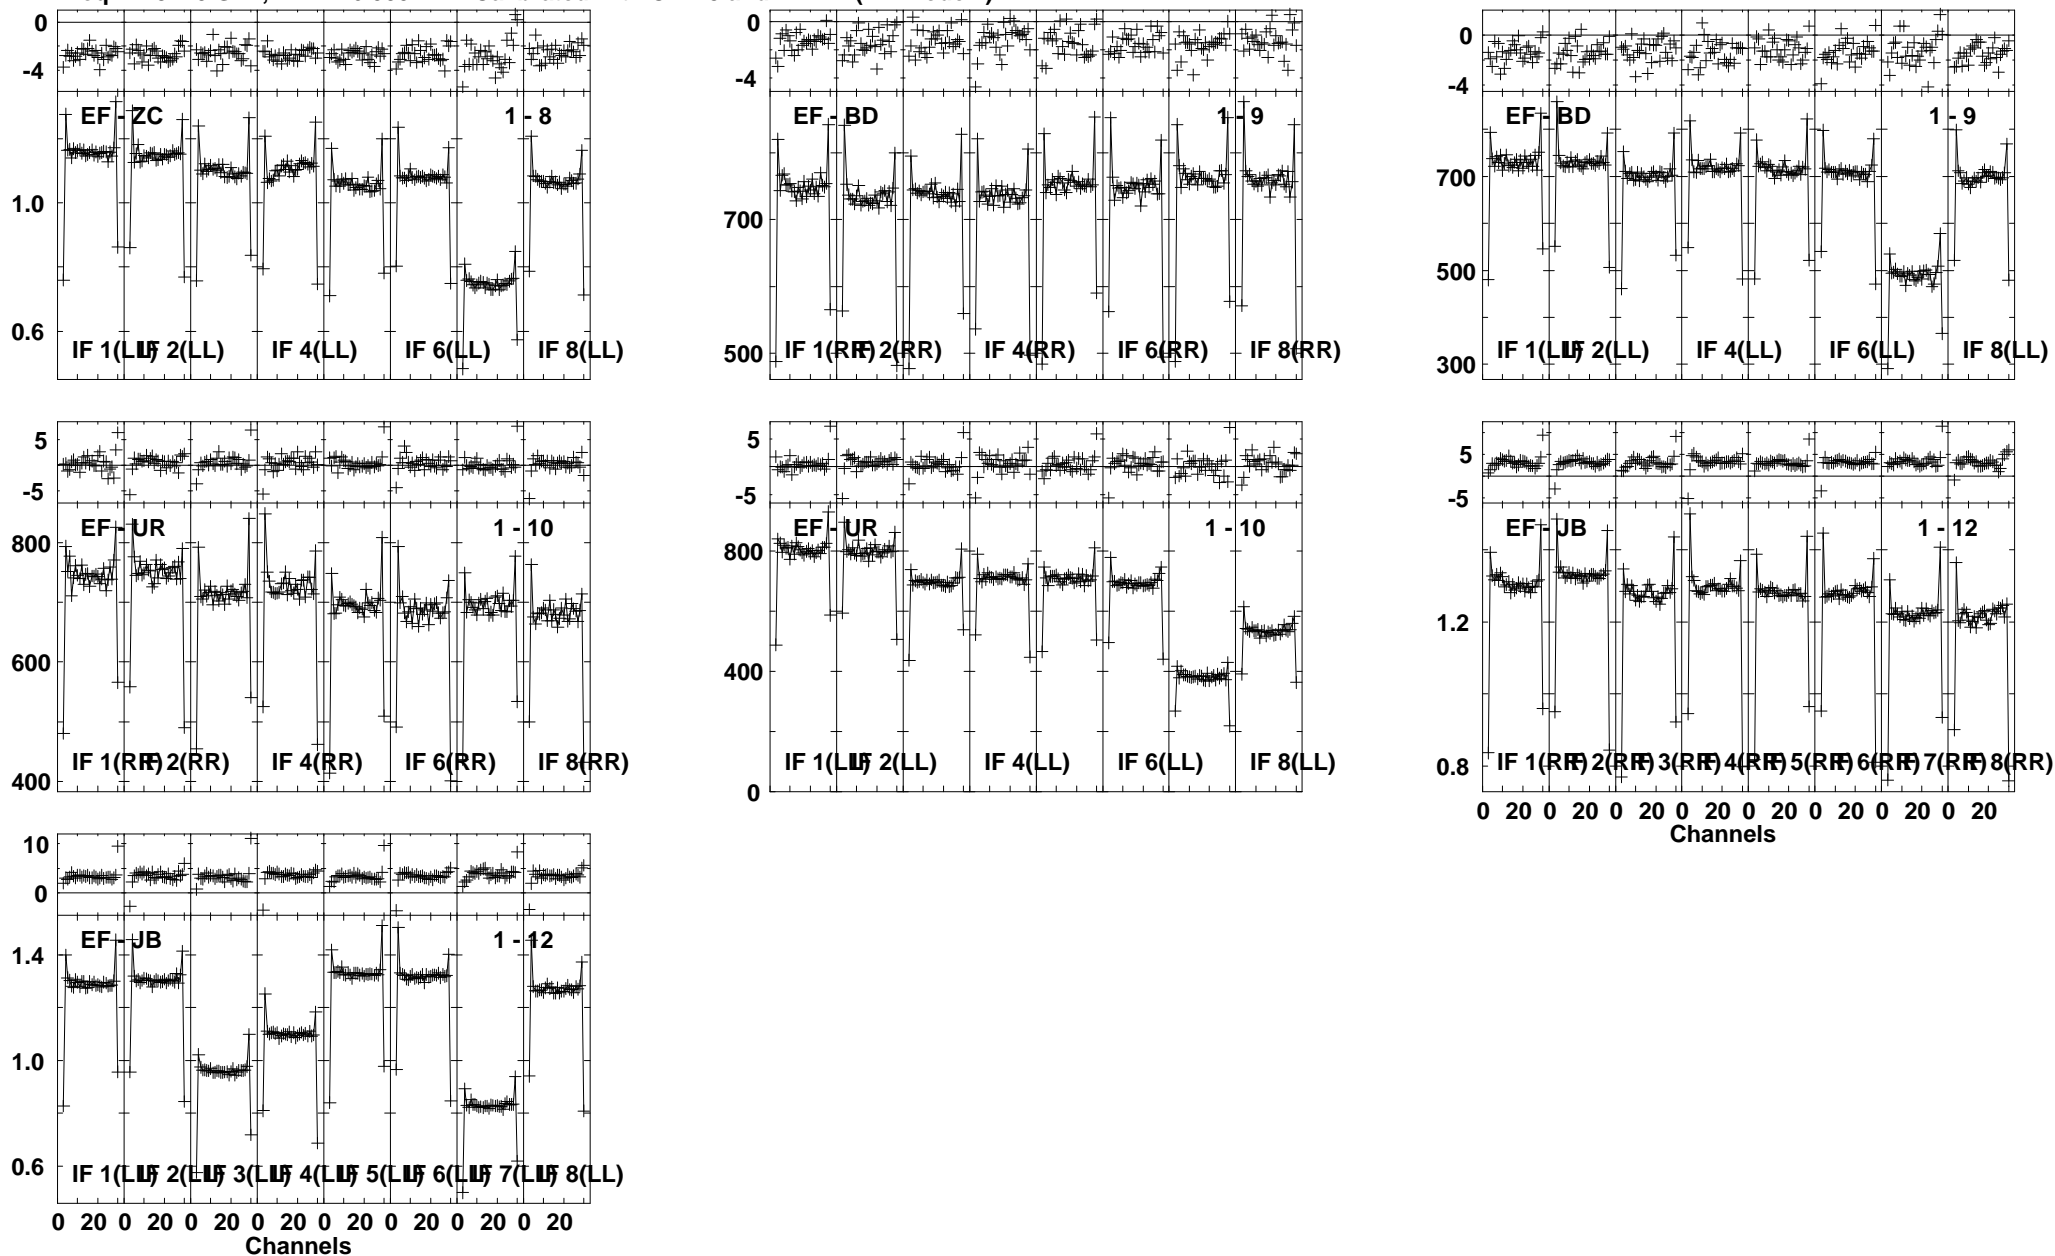 0
-4
EF - ZC 1 - 8
1.0
0.6
IF 1(LL) IF 2(LL) IF 4(LL) IF 6(LL) IF 8(LL)
0
-4
EF - BD 1 - 9
700
500
IF 1(RR) IF 2(RR) IF 4(RR) IF 6(RR) IF 8(RR)
0
-4
EF - BD 1 - 9
700
500
300
IF 1(LL) IF 2(LL) IF 4(LL) IF 6(LL) IF 8(LL)
5
-5
EF - UR 1 - 10
800
600
400
IF 1(RR) IF 2(RR) IF 4(RR) IF 6(RR) IF 8(RR)
5
-5
EF - UR 1 - 10
800
400
0
IF 1(LL) IF 2(LL) IF 4(LL) IF 6(LL) IF 8(LL)
5
-5
EF - JB 1 - 12
1.2
0.8
IF 1(RR) IF 2(RR) IF 3(RR) IF 4(RR) IF 5(RR) IF 6(RR) IF 7(RR) IF 8(RR)
0 20 0 20 0 20 0 20 0 20 0 20 0 20 0 20
Channels
10
0
EF - JB 1 - 12
1.4
1.0
0.6
IF 1(LL) IF 2(LL) IF 3(LL) IF 4(LL) IF 5(LL) IF 6(LL) IF 7(LL) IF 8(LL)
0 20 0 20 0 20 0 20 0 20 0 20 0 20 0 20
Channels